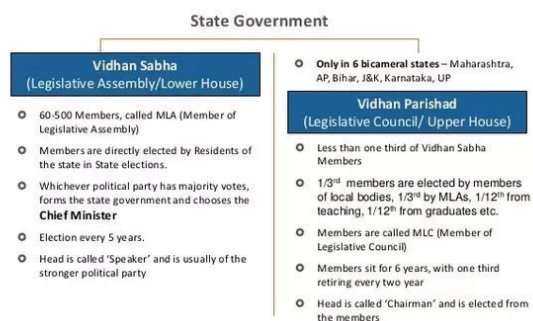 State Government
Vidhan Sabha
(Legislative Assembly/Lower House)
60-500 Members, called MLA (Member of
Legislative Assembly)
Members are directly elected by Residents of
the state in State elections.
Whichever political party has majority votes,
forms the state government and chooses the
Chief Minister
Election every 5 years.
Head is called ‘Speaker’ and is usually of the
stronger political party
Only in 6 bicameral states – Maharashtra,
AP, Bihar, J&K, Karnataka, UP
Vidhan Parishad
(Legislative Council/ Upper House)
Less than one third of Vidhan Sabha
Members
1/3rd members are elected by members
of local bodies, 1/3rd by MLAs, 1/12th from
teaching, 1/12th from graduates etc.
Members are called MLC (Member of
Legislative Council)
Members sit for 6 years, with one third
retiring every two year
Head is called ‘Chairman’ and is elected from
the members